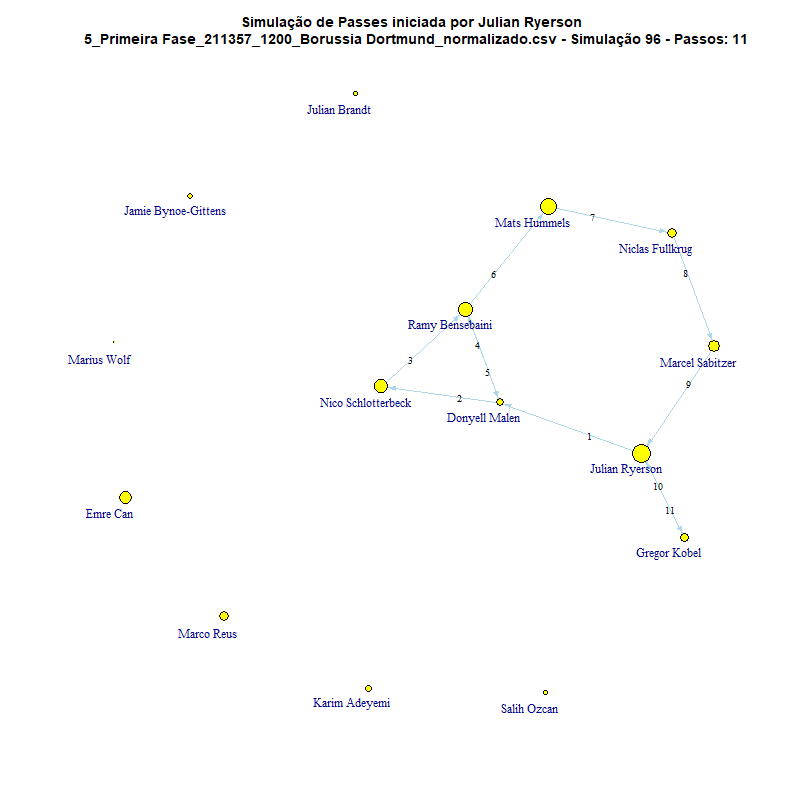 Simulação de Passes iniciada por Julian Ryerson
5_Primeira Fase_211357_1200_Borussia Dortmund_normalizado.csv - Simulação 96 - Passos: 11
Julian Brandt
Jamie Bynoe-Gittens
Mats Hummels
7
Niclas Fullkrug
6
8
Ramy Bensebaini
4
Marius Wolf
3
Marcel Sabitzer
5
9
Nico Schlotterbeck
2
Donyell Malen
1
Julian Ryerson
10
Emre Can
11
Gregor Kobel
Marco Reus
Karim Adeyemi
Salih Ozcan